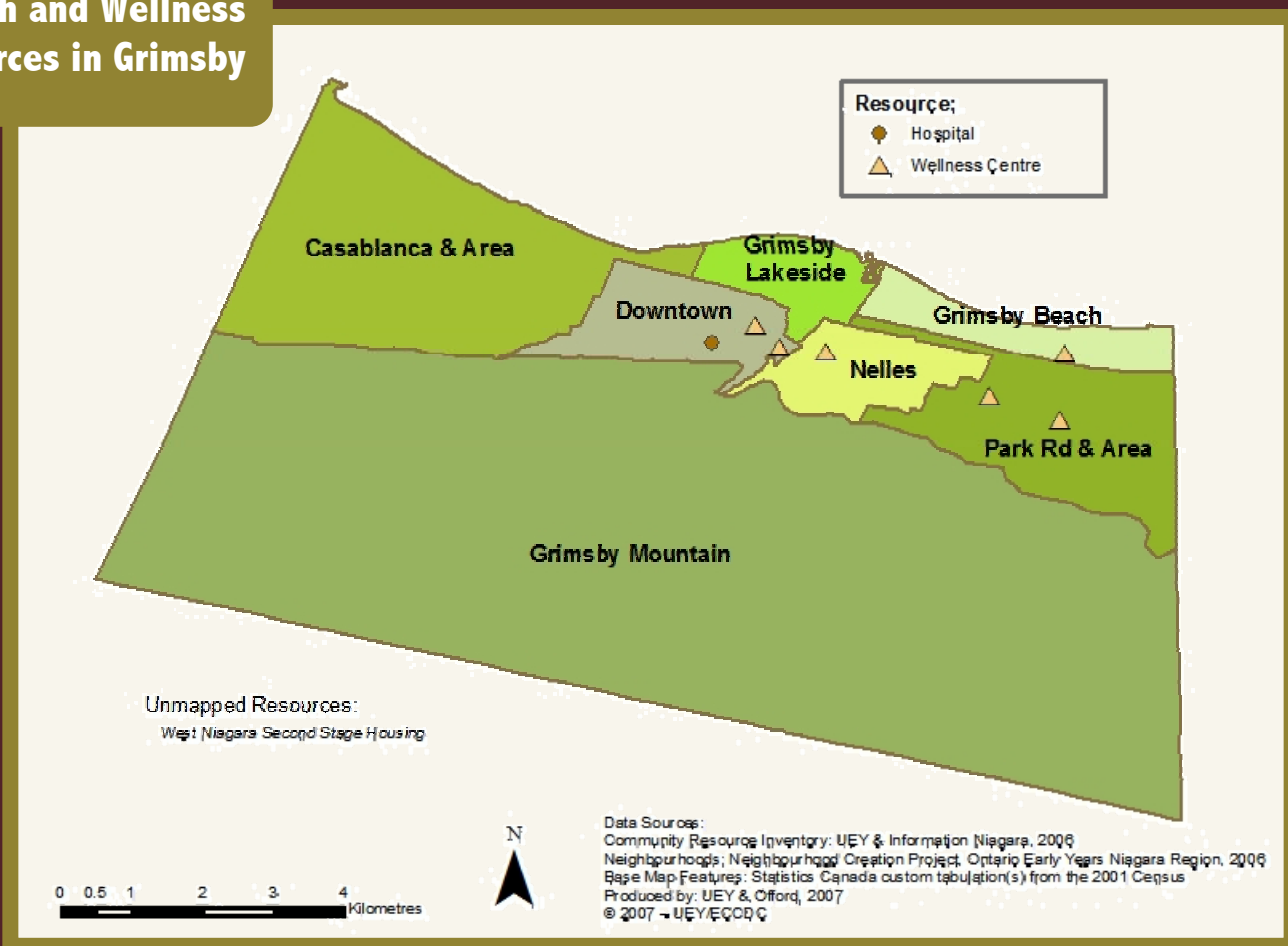 h and Wellness
rces in Grimsby
Resource;
Hospital
Wellness Centre
Casablanca & Area
Grimsby
Lakeside
Downtown
Grimsby Beach
Nelles
Park Rd & Area
Grimsby Mountain
Unmapped Resources:
West Niagara Second Stage Housing
N
0 0.5 1 2 3 4
Kilometres
Data Sources:
Community Resource Inventory: UEY & Information Niagara, 2006
Neighbourhoods; Neighbourhood Creation Project, Ontario Early Years Niagara Region, 2006
Base Map Features: Statistics Canada custom tabulation(s) from the 2001 Census
Produced by: UEY & Offord, 2007
© 2007 – UEY/ECCDC